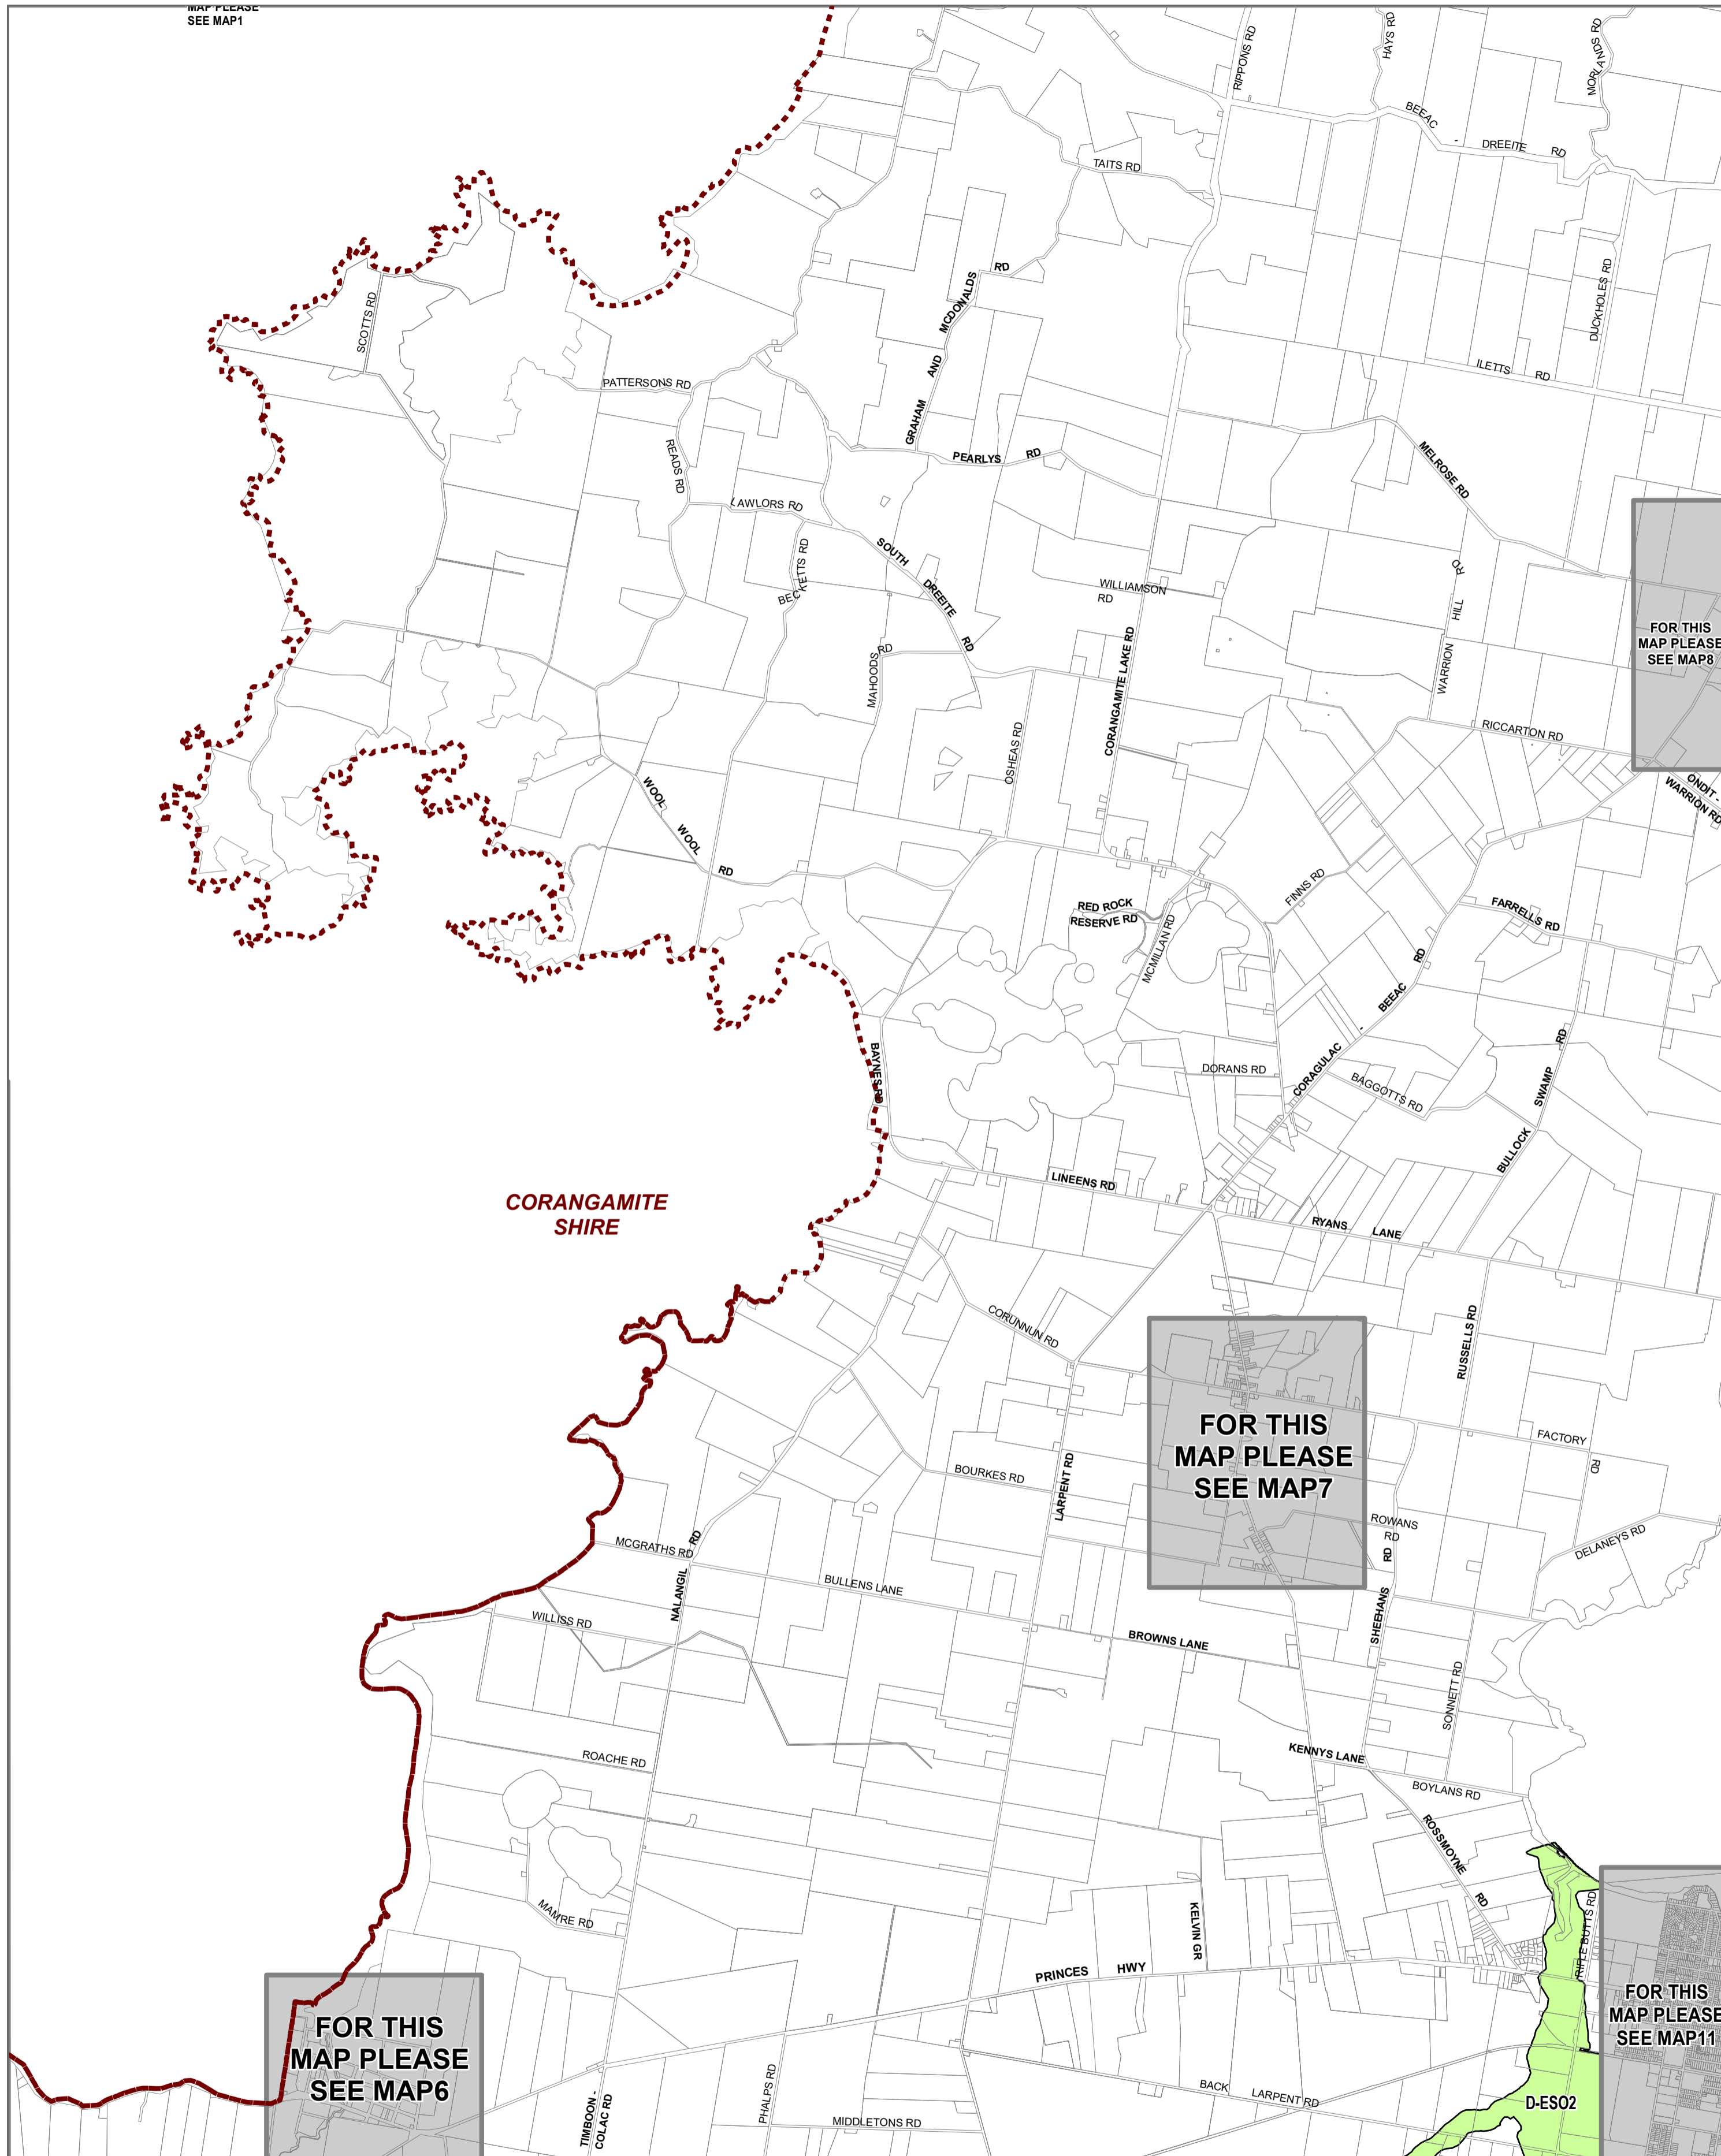 MAP PLEASE
SEE MAP1
RIPPONS RD
HAYS RD
MORLANDS RD
BEEAC
-
DREEITE
RD
TAITS RD
SCOTTS RD
GRAHAM
AND
MCDONALDS
RD
DUCKHOLES RD
ILETTS
RD
PATTERSONS RD
READS RD
PEARLYS
RD
MELROSE RD
LAWLORS RD
BECKETTS RD
SOUTH
DREEITE
RD
WILLIAMSON
RD
WARRION
HILL
RD
FOR THIS
MAP PLEASE
SEE MAP8
MAHOODS
RD
CORANGAMITE LAKE RD
OSHEAS RD
RICCARTON RD
ONDIT -
WARRION RD
WOOL
WOOL
RD
FINNS RD
RED ROCK
RESERVE RD
MCMILLAN RD
FARRELLS RD
CORAGULAC
-
BEEAC
RD
BAYNES RD
DORANS RD
BAGGOTTS RD
BULLOCK
SWAMP
RD
LINEENS RD
CORANGAMITE
SHIRE
RYANS
LANE
CORUNNUN RD
RUSSELLS RD
FOR THIS
MAP PLEASE
SEE MAP7
FACTORY
RD
BOURKES RD
LARPENT RD
ROWANS
RD
DELANEYS RD
MCGRATHS RD
NALANGIL
RD
BULLENS LANE
SHEEHANS
RD
WILLISS RD
BROWNS LANE
SONNETT RD
ROACHE RD
KENNYS LANE
BOYLANS RD
ROSSMOYNE
RD
MAMRE RD
KELVIN GR
RIFLE BUTTS RD
PRINCES
HWY
FOR THIS
MAP PLEASE
SEE MAP11
FOR THIS
MAP PLEASE
SEE MAP6
TIMBOON -
COLAC RD
PHALPS RD
MIDDLETONS RD
BACK
LARPENT RD
D-ESO2